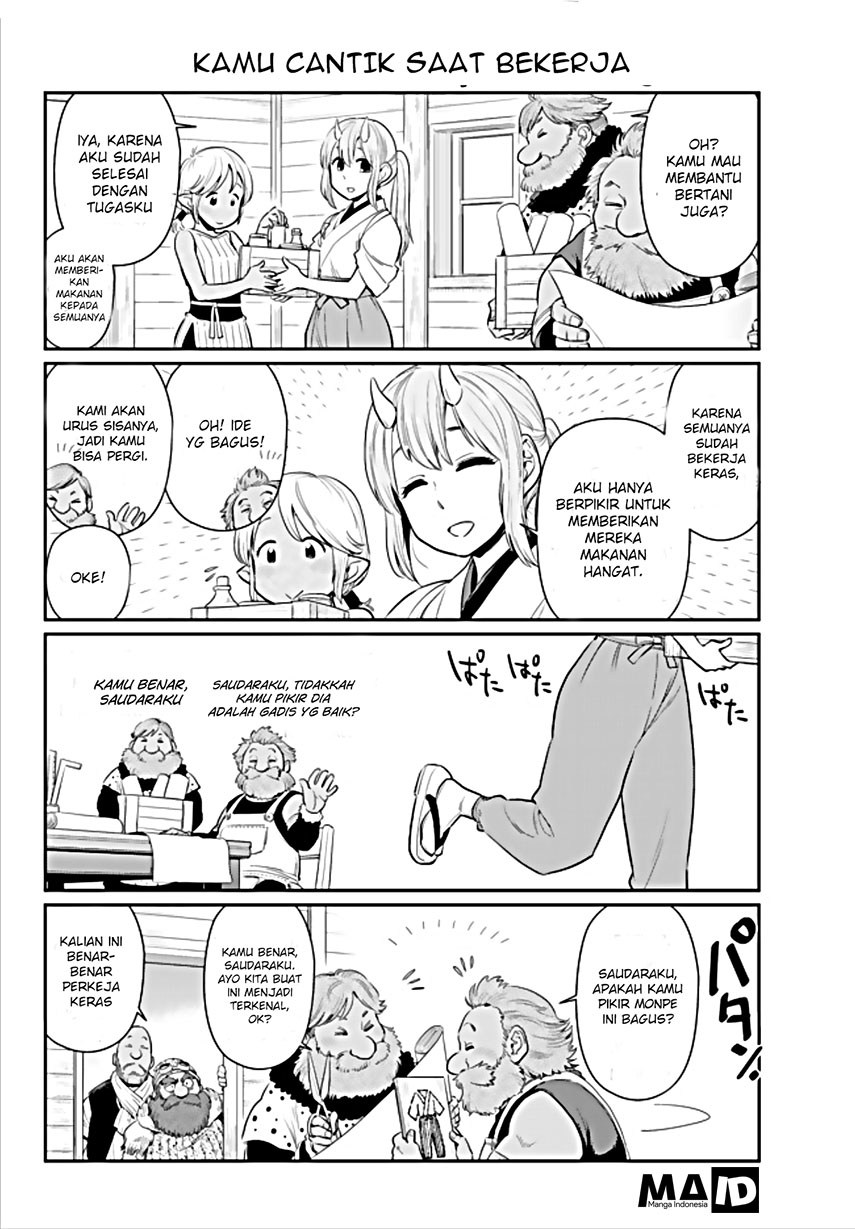 KAMU CANTIK SAAT BEKERJA
OH?
KAMU MAU
MEMBANTU
BERTANI
JUGA?
IYA, KARENA
AKU SUDAH
SELESAI
DENGAN
TUGASKU
AKU AKAN
MEMBERI-
KAN
MAKANAN
KEPADA
SEMUANYA
KARENA
SEMUANYA
SUDAH
BEKERJA
KERAS,
AKU HANYA
BERPIKIR UNTUK
MEMBERIKAN
MEREKA
MAKANAN
HANGAT.
OH! IDE
YG BAGUS!
KAMI AKAN
URUS SISANYA,
JADI KAMU
BISA PERGI.
OKE!
ぱた
ぱた
ぱた
SAUDARAKU, TIDAKKAH
KAMU PIKIR DIA
ADALAH GADIS YG BAIK?
KAMU BENAR,
SAUDARAKU
パタン
SAUDARAKU,
APAKAH KAMU
PIKIR MONPE
INI BAGUS?
KAMU BENAR,
SAUDARAKU.
AYO KITA BUAT
INI MENJADI
TERKENAL,
OK?
KALIAN INI
BENAR-
BENAR
PERKEJA
KERAS
MA ID
Manga Indonesia